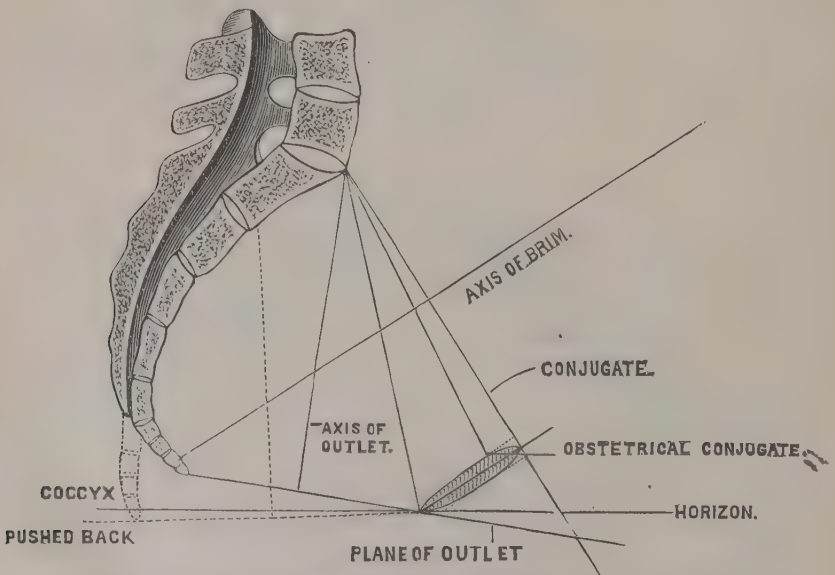 AXIS OF BRIM.
CONJUGATE
AXIS OF
OUTLET.
OBSTETRICAL CONJUGATE.
COCCYX
HORIZON.
PUSHED BACK
PLANE OF OUTLET